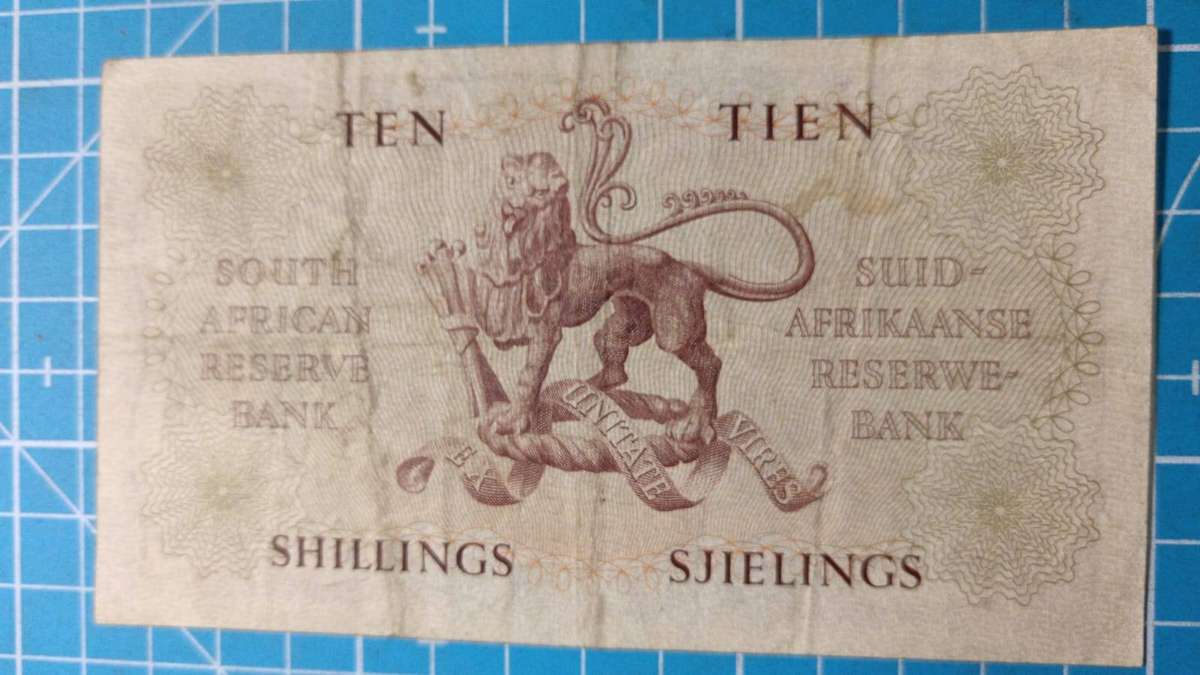 TEN TIEN
SOUTH
AFRICAN
RESERVE
BANK
SUID-
AFRIKAANSE
RESERWE-
BANK
EX UNITATE VIRES
SHILLINGS SJIELINGS